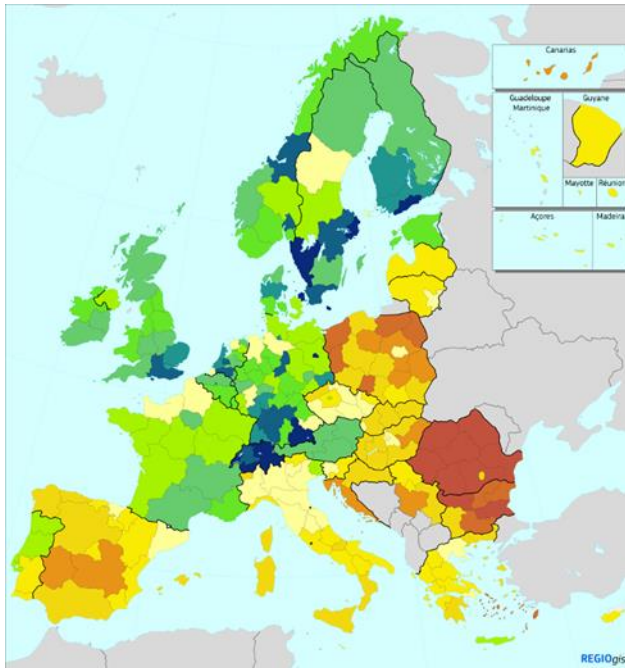 Canarias
Guadeloupe
Martinique
Guyane
Mayotte
Réunion
Açores
Madeira
REGIOgis